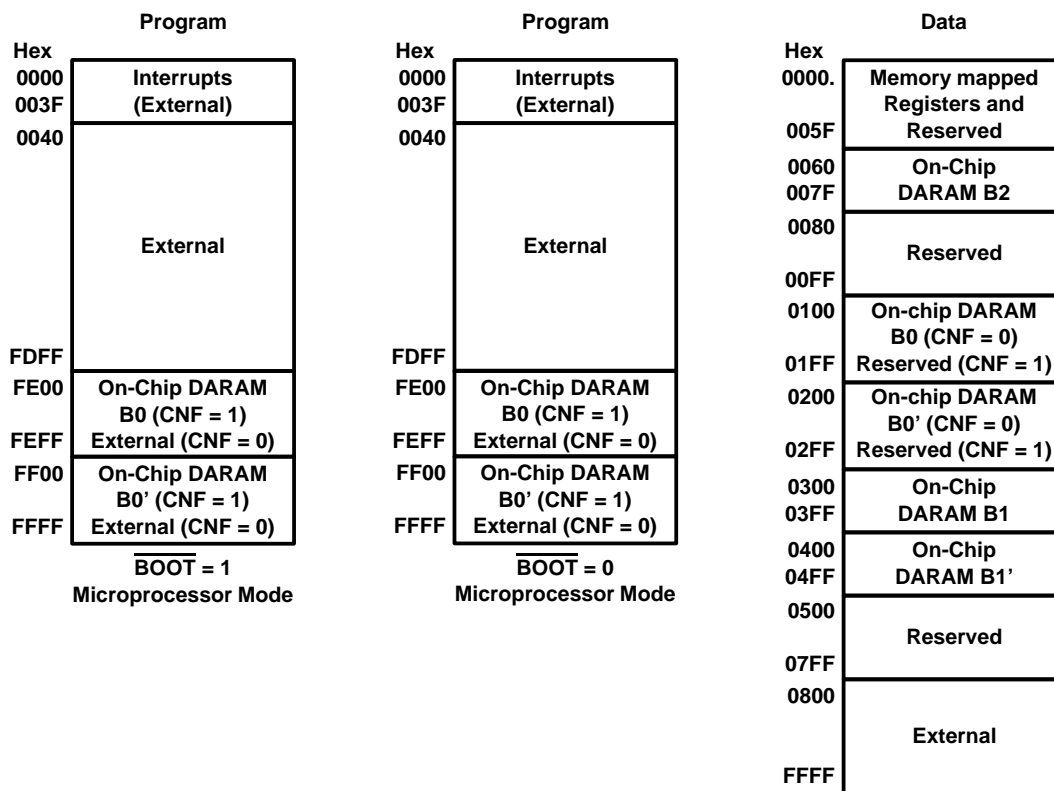 Program
Hex
0000
Interrupts
003F
(External)
0040
External
FDFF
FE00
On-Chip DARAM
B0 (CNF = 1)
FEFF
External (CNF = 0)
FF00
On-Chip DARAM
B0’ (CNF = 1)
FFFF
External (CNF = 0)
BOOT = 1
Microprocessor Mode
Program
Hex
0000
Interrupts
003F
(External)
0040
External
FDFF
FE00
On-Chip DARAM
B0 (CNF = 1)
FEFF
External (CNF = 0)
FF00
On-Chip DARAM
B0’ (CNF = 1)
FFFF
External (CNF = 0)
BOOT = 0
Microprocessor Mode
Data
Hex
0000.
Memory mapped
Registers and
005F
Reserved
0060
On-Chip
007F
DARAM B2
0080
Reserved
00FF
0100
On-chip DARAM
B0 (CNF = 0)
01FF
Reserved (CNF = 1)
0200
On-chip DARAM
B0’ (CNF = 0)
02FF
Reserved (CNF = 1)
0300
On-Chip
03FF
DARAM B1
0400
On-Chip
04FF
DARAM B1’
0500
Reserved
07FF
0800
External
FFFF